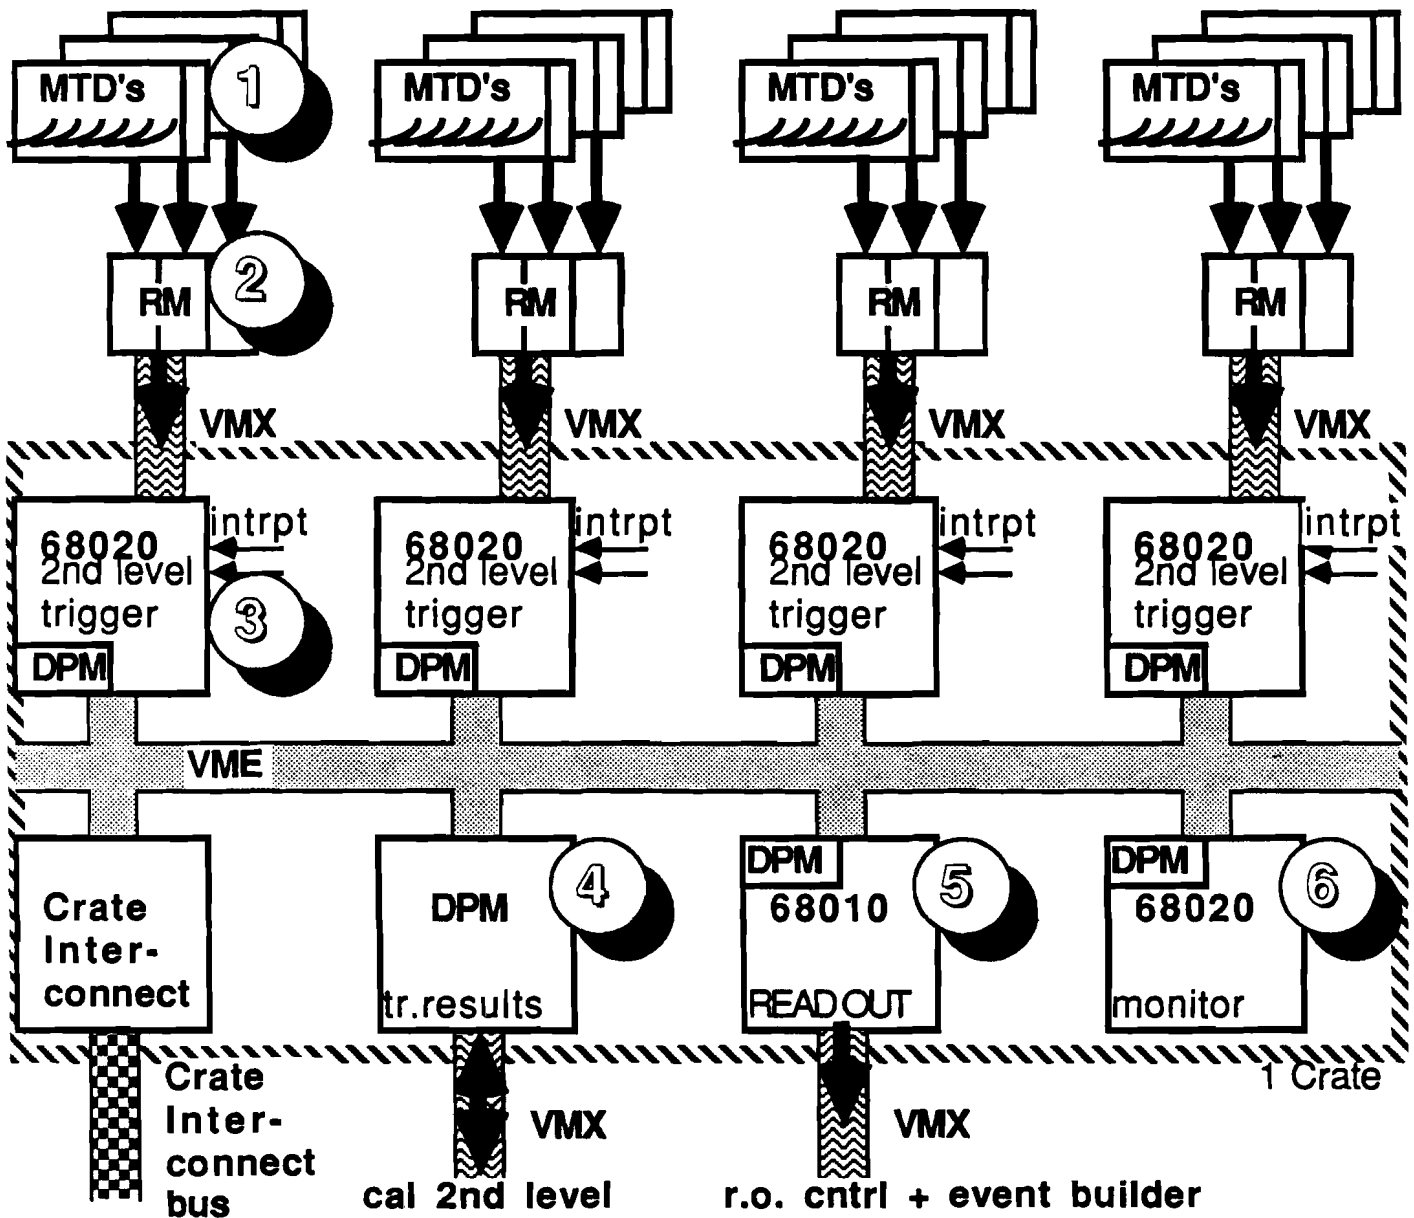 MTD's
1
MTD's
MTD's
MTD's
RM
2
RM
RM
RM
VMX
VMX
VMX
VMX
68020
2nd level
trigger
DPM
intrpt
3
68020
2nd level
trigger
DPM
intrpt
68020
2nd level
trigger
DPM
intrpt
68020
2nd level
trigger
DPM
intrpt
VME
Crate
Inter-
connect
DPM
tr.results
4
DPM
68010
READ OUT
5
DPM
68020
monitor
6
1 Crate
Crate
Inter-
connect
bus
VMX
cal 2nd level
VMX
r.o. cntrl + event builder